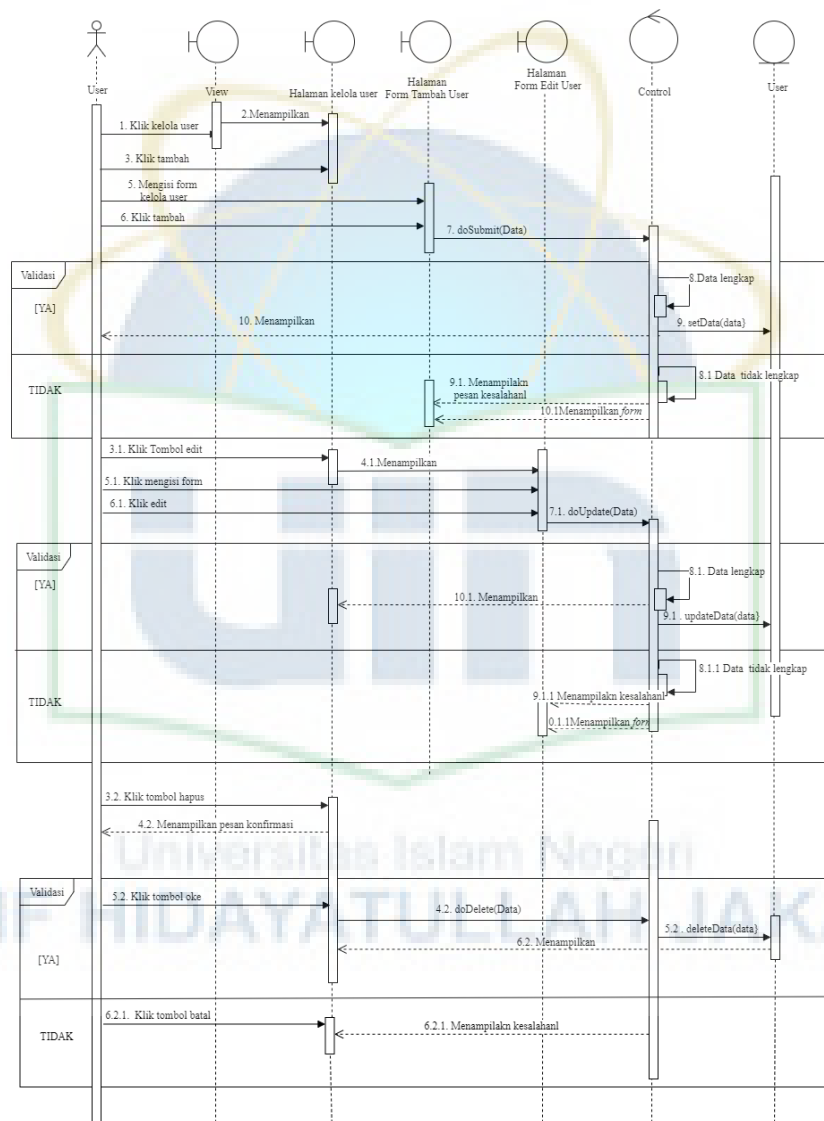 User
View
Halaman kelola user
Halaman
Form Tambah User
Halaman
Form Edit User
Control
User
2.Menampilkan
1. Klik kelola user
3. Klik tambah
5. Mengisi form
kelola user
6. Klik tambah
7. doSubmit(Data)
Validasi
[YA]
8.Data lengkap
10. Menampilkan
9. setData(data}
TIDAK
8.1 Data tidak lengkap
9.1. Menampilakn
pesan kesalahanl
10.1Menampilkan form
3.1. Klik Tombol edit
4.1.Menampilkan
5.1. Klik mengisi form
6.1. Klik edit
7.1. doUpdate(Data)
Validasi
[YA]
8.1. Data lengkap
10.1. Menampilkan
9.1 . updateData(data}
TIDAK
8.1.1 Data tidak lengkap
9.1.1 Menampilakn kesalahanl
0.1.1Menampilkan form
3.2. Klik tombol hapus
4.2. Menampilkan pesan konfirmasi
Universitas Islam Negeri
IF HIDAYATULLAH JAKA
Validasi
5.2. Klik tombol oke
4.2. doDelete(Data)
5.2 . deleteData(data}
6.2. Menampilkan
[YA]
6.2.1. Klik tombol batal
6.2.1. Menampilakn kesalahanl
TIDAK
uin